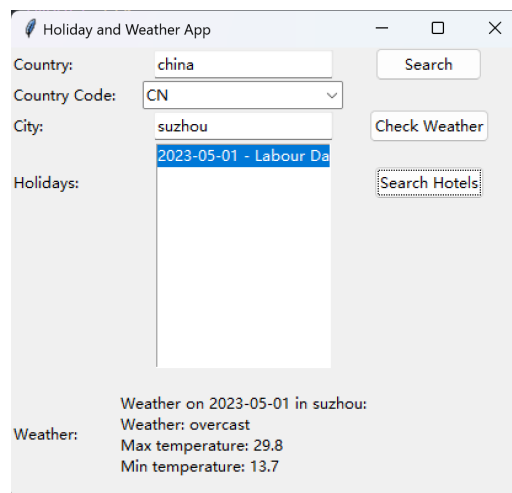 Holiday and Weather App
Country: china Search
Country Code: CN
City: suzhou Check Weather
2023-05-01 - Labour Da
Holidays: Search Hotels
Weather on 2023-05-01 in suzhou:
Weather: overcast
Weather:
Max temperature: 29.8
Min temperature: 13.7